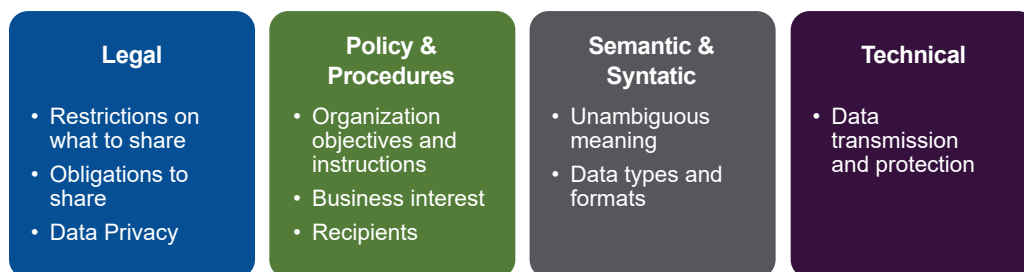 Legal
• Restrictions on
what to share
• Obligations to
share
• Data Privacy
Policy &
Procedures
• Organization
objectives and
instructions
• Business interest
• Recipients
Semantic &
Syntatic
• Unambiguous
meaning
• Data types and
formats
Technical
• Data
transmission
and protection